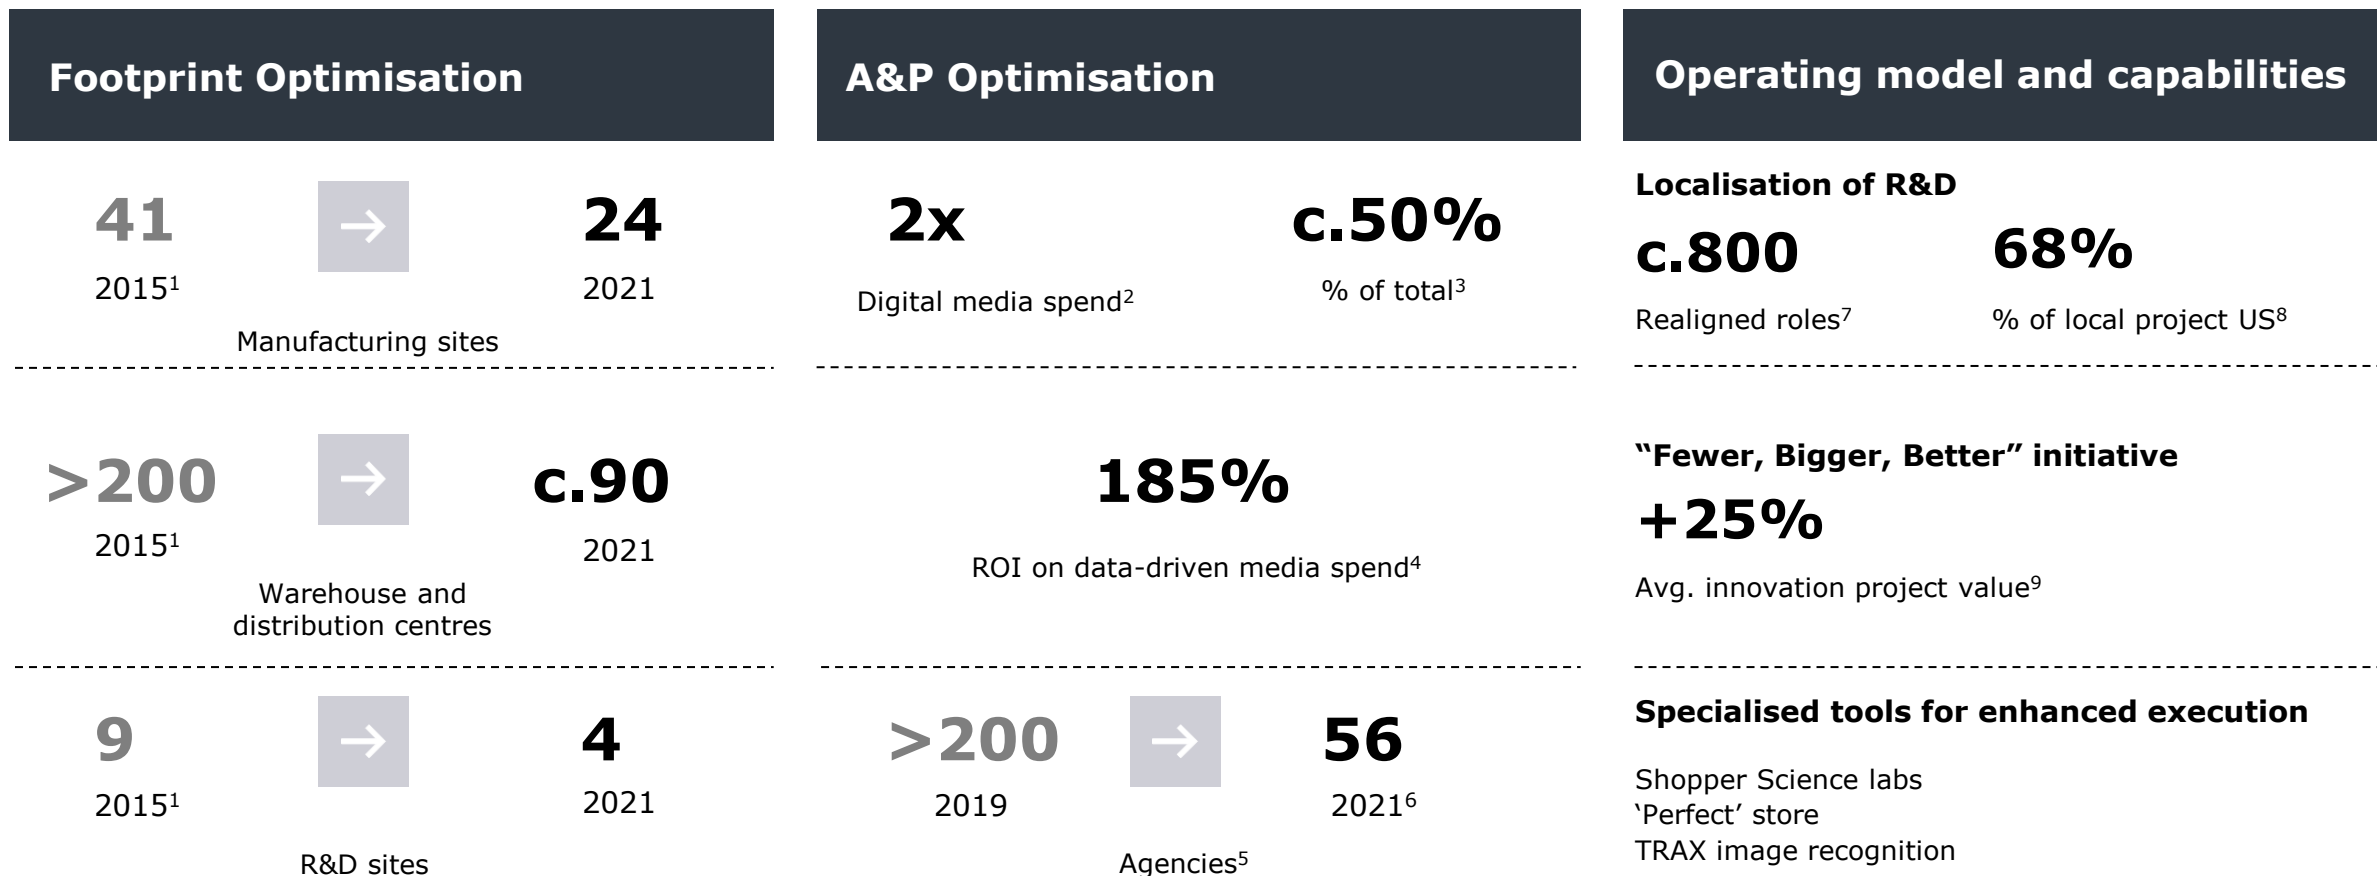 Footprint Optimisation
41
→
24
2015¹
2021
Manufacturing sites
>200
→
c.90
2015¹
2021
Warehouse and
distribution centres
9
→
4
2015¹
2021
R&D sites
A&P Optimisation
2x
c.50%
Digital media spend²
% of total³
185%
ROI on data-driven media spend⁴
>200
→
56
2019
2021⁶
Agencies⁵
Operating model and capabilities
Localisation of R&D
c.800
68%
Realigned roles⁷
% of local project US⁸
“Fewer, Bigger, Better” initiative
+25%
Avg. innovation project value⁹
Specialised tools for enhanced execution
Shopper Science labs
‘Perfect’ store
TRAX image recognition